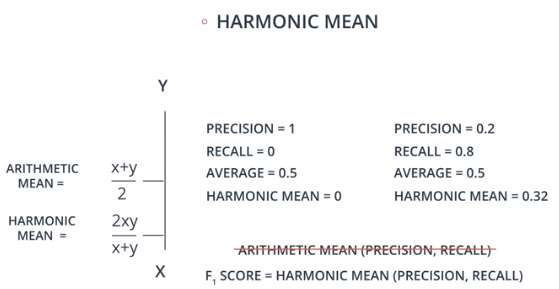 HARMONIC MEAN
Y
PRECISION = 1
RECALL = 0
AVERAGE = 0.5
HARMONIC MEAN = 0
PRECISION = 0.2
RECALL = 0.8
AVERAGE = 0.5
HARMONIC MEAN = 0.32
ARITHMETIC
MEAN =
x+y
2
HARMONIC
MEAN =
2xy
x+y
X
ARITHMETIC MEAN (PRECISION, RECALL)
F₁ SCORE = HARMONIC MEAN (PRECISION, RECALL)